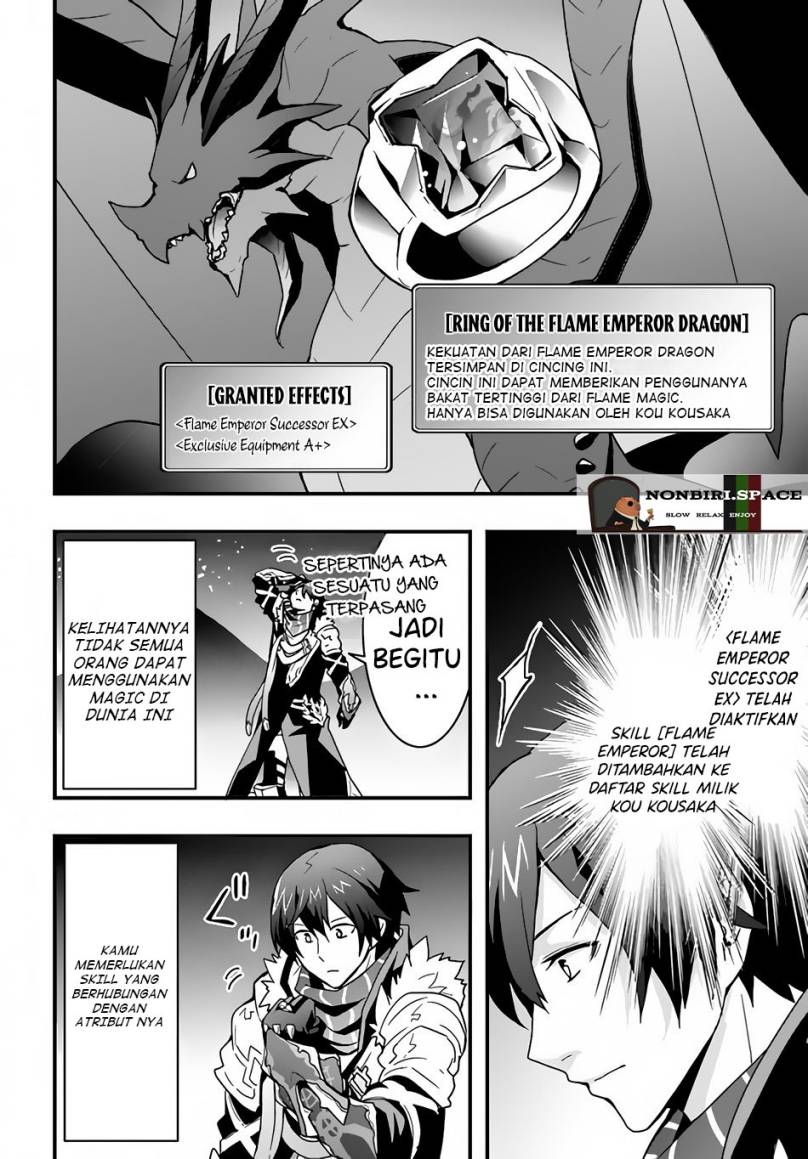 [RING OF THE FLAME EMPEROR DRAGON]
KEKUATAN DARI FLAME EMPEROR DRAGON
TERSIMPAN DI CINCING INI.
CINCIN INI DAPAT MEMBERIKAN PENGGUNANYA
BAKAT TERTINGGI DARI FLAME MAGIC.
HANYA BISA DIGUNAKAN OLEH KOU KOUSAKA
[GRANTED EFFECTS]
<Flame Emperor Successor EX>
<Exclusive Equipment A+>
NONBIRI.SPACE
SLOW RELAX ENJOY
<FLAME
EMPEROR
SUCCESSOR
EX> TELAH
DIAKTIFKAN
SKILL [FLAME
EMPEROR] TELAH
DITAMBAHKAN KE
DAFTAR SKILL MILIK
KOU KOUSAKA
SEPERTINYA ADA
SESUATU YANG
TERPASANG
JADI
BEGITU
...
KELIHATANNYA
TIDAK SEMUA
ORANG DAPAT
MENGGUNAKAN
MAGIC DI
DUNIA INI
KAMU
MEMERLUKAN
SKILL YANG
BERHUBUNGAN
DENGAN
ATRIBUT NYA
ぐぐ